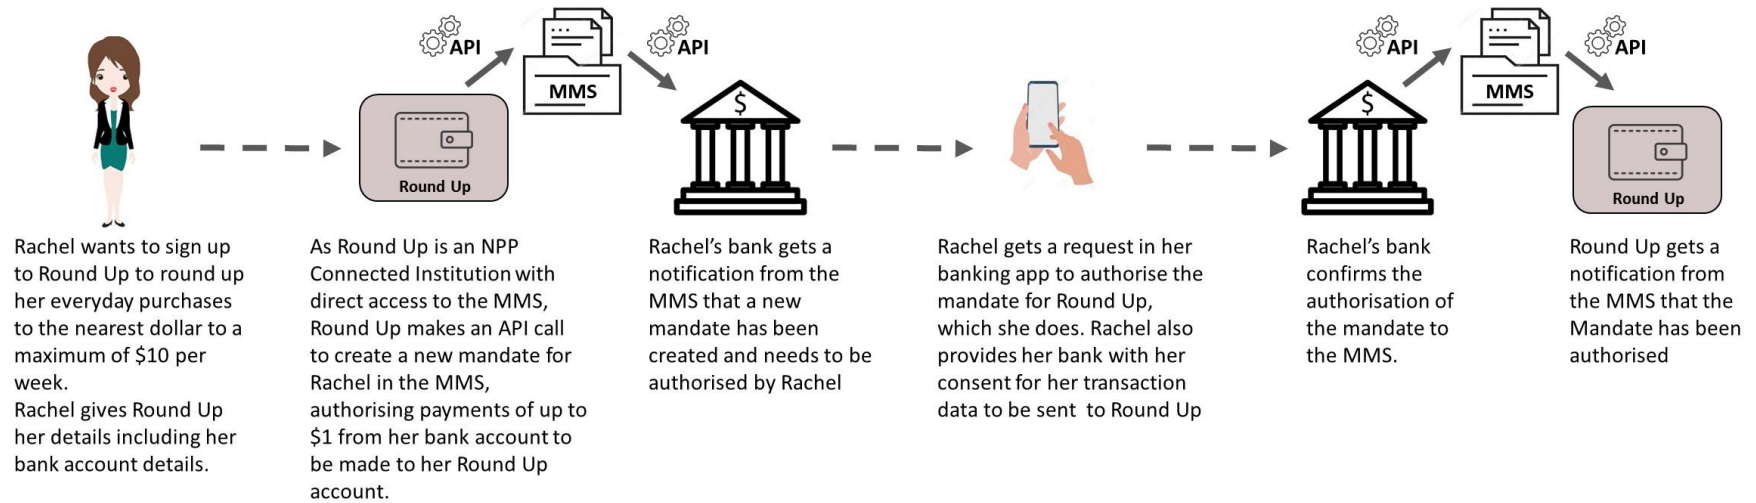 API
API
MMS
$
Round Up
API
API
MMS
$
Round Up
Rachel wants to sign up
to Round Up to round up
her everyday purchases
to the nearest dollar to a
maximum of $10 per
week.
Rachel gives Round Up
her details including her
bank account details.
As Round Up is an NPP
Connected Institution with
direct access to the MMS,
Round Up makes an API call
to create a new mandate for
Rachel in the MMS,
authorising payments of up to
$1 from her bank account to
be made to her Round Up
account.
Rachel’s bank gets a
notification from the
MMS that a new
mandate has been
created and needs to be
authorised by Rachel
Rachel gets a request in her
banking app to authorise the
mandate for Round Up,
which she does. Rachel also
provides her bank with her
consent for her transaction
data to be sent  to Round Up
Rachel’s bank
confirms the
authorisation of
the mandate to
the MMS.
Round Up gets a
notification from
the MMS that the
Mandate has been
authorised